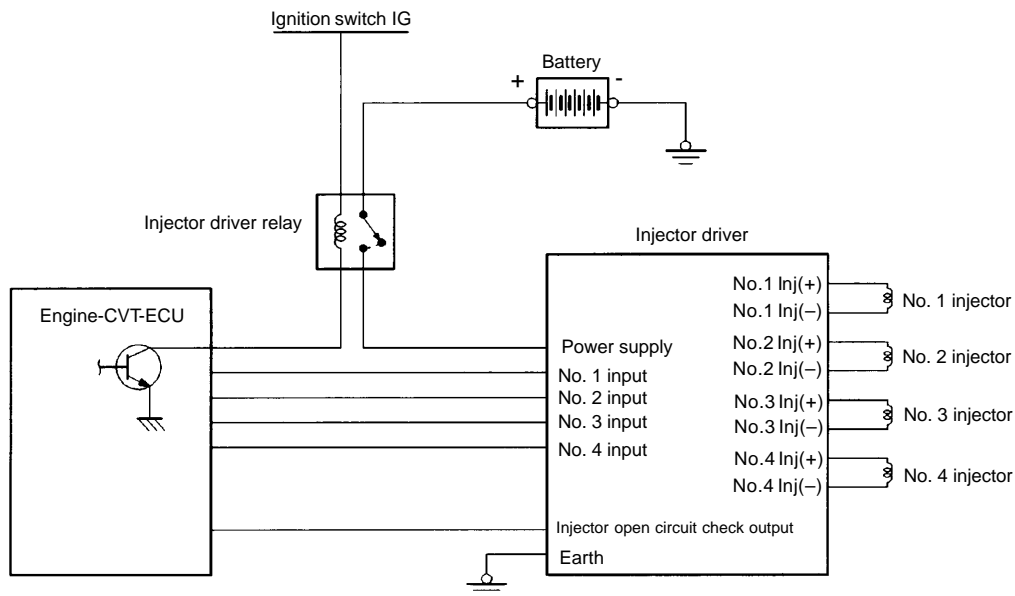 Ignition switch IG
Battery
+ -
Injector driver relay
Injector driver
Engine-CVT-ECU
Power supply
No. 1 input
No. 2 input
No. 3 input
No. 4 input
Injector open circuit check output
Earth
No.1 Inj(+)
No.1 Inj(−)
No.2 Inj(+)
No.2 Inj(−)
No.3 Inj(+)
No.3 Inj(−)
No.4 Inj(+)
No.4 Inj(−)
No. 1 injector
No. 2 injector
No. 3 injector
No. 4 injector